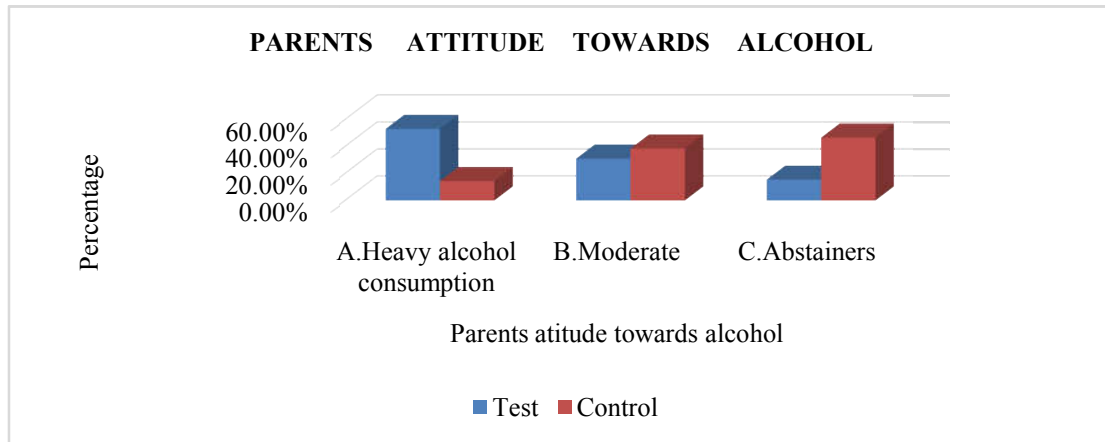 PARENTS ATTITUDE TOWARDS ALCOHOL
60.00%
40.00%
20.00%
0.00%
Percentage
A.Heavy alcohol
consumption
B.Moderate
C.Abstainers
Parents atitude towards alcohol
Test
Control